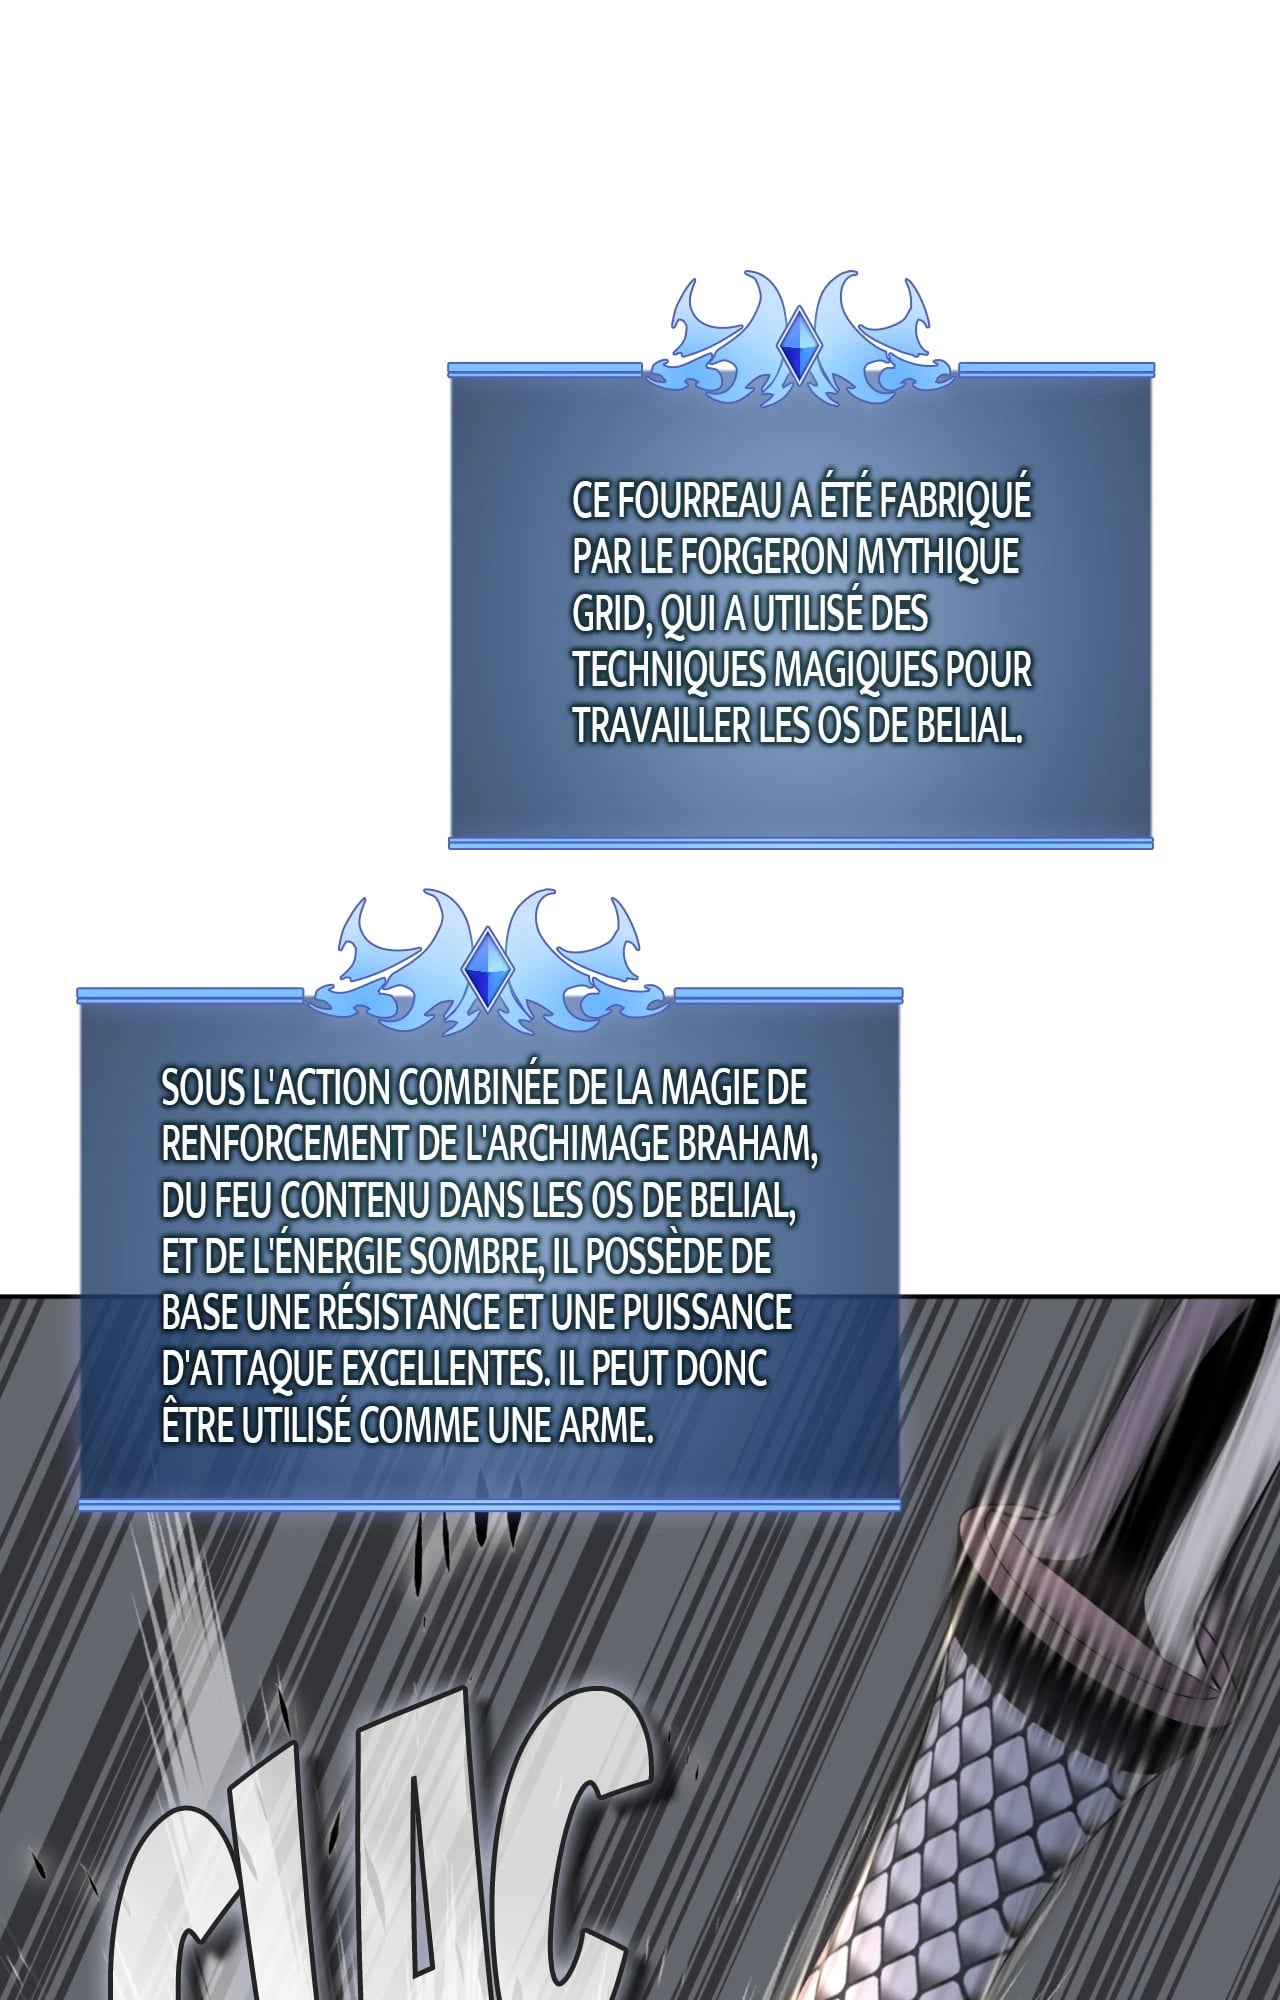 CE FOURREAU A ÉTÉ FABRIQUÉ
PAR LE FORGERON MYTHIQUE
GRID, QUI A UTILISÉ DES
TECHNIQUES MAGIQUES POUR
TRAVAILLER LES OS DE BELIAL.
SOUS L'ACTION COMBINÉE DE LA MAGIE DE
RENFORCEMENT DE L'ARCHIMAGE BRAHAM,
DU FEU CONTENU DANS LES OS DE BELIAL,
ET DE L'ÉNERGIE SOMBRE, IL POSSÈDE DE
BASE UNE RÉSISTANCE ET UNE PUISSANCE
D'ATTAQUE EXCELLENTES. IL PEUT DONC
ÊTRE UTILISÉ COMME UNE ARME.
CLAC